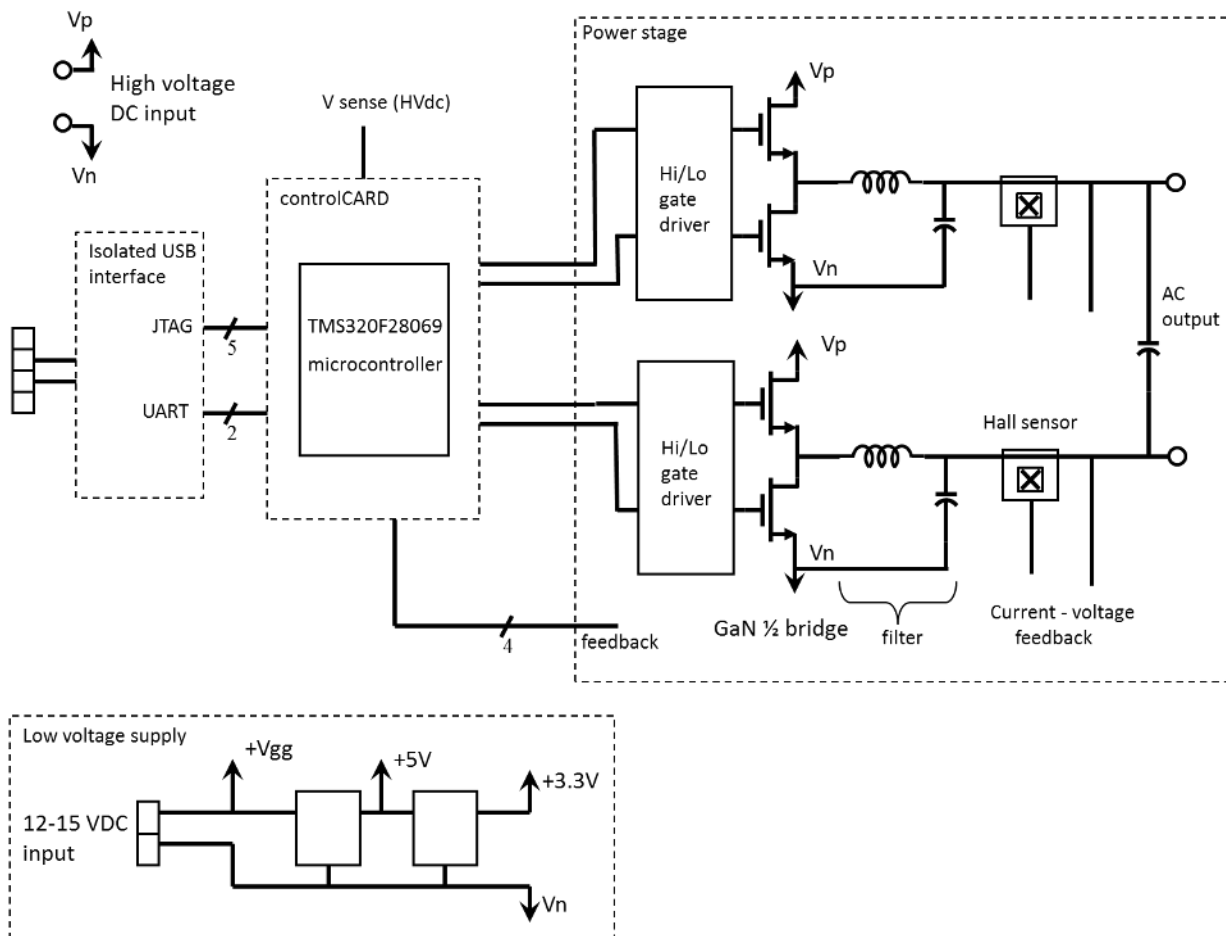 Vp
High voltage
DC input
Vn
V sense (HVdc)
controlCARD
TMS320F28069
microcontroller
Isolated USB
interface
JTAG
5
UART
2
4
feedback
Power stage
Hi/Lo
gate
driver
Vp
Vn
AC
output
Hi/Lo
gate
driver
Vp
Vn
Hall sensor
GaN ½ bridge
filter
Current - voltage
feedback
Low voltage supply
+Vgg
+5V
+3.3V
12-15 VDC
input
Vn